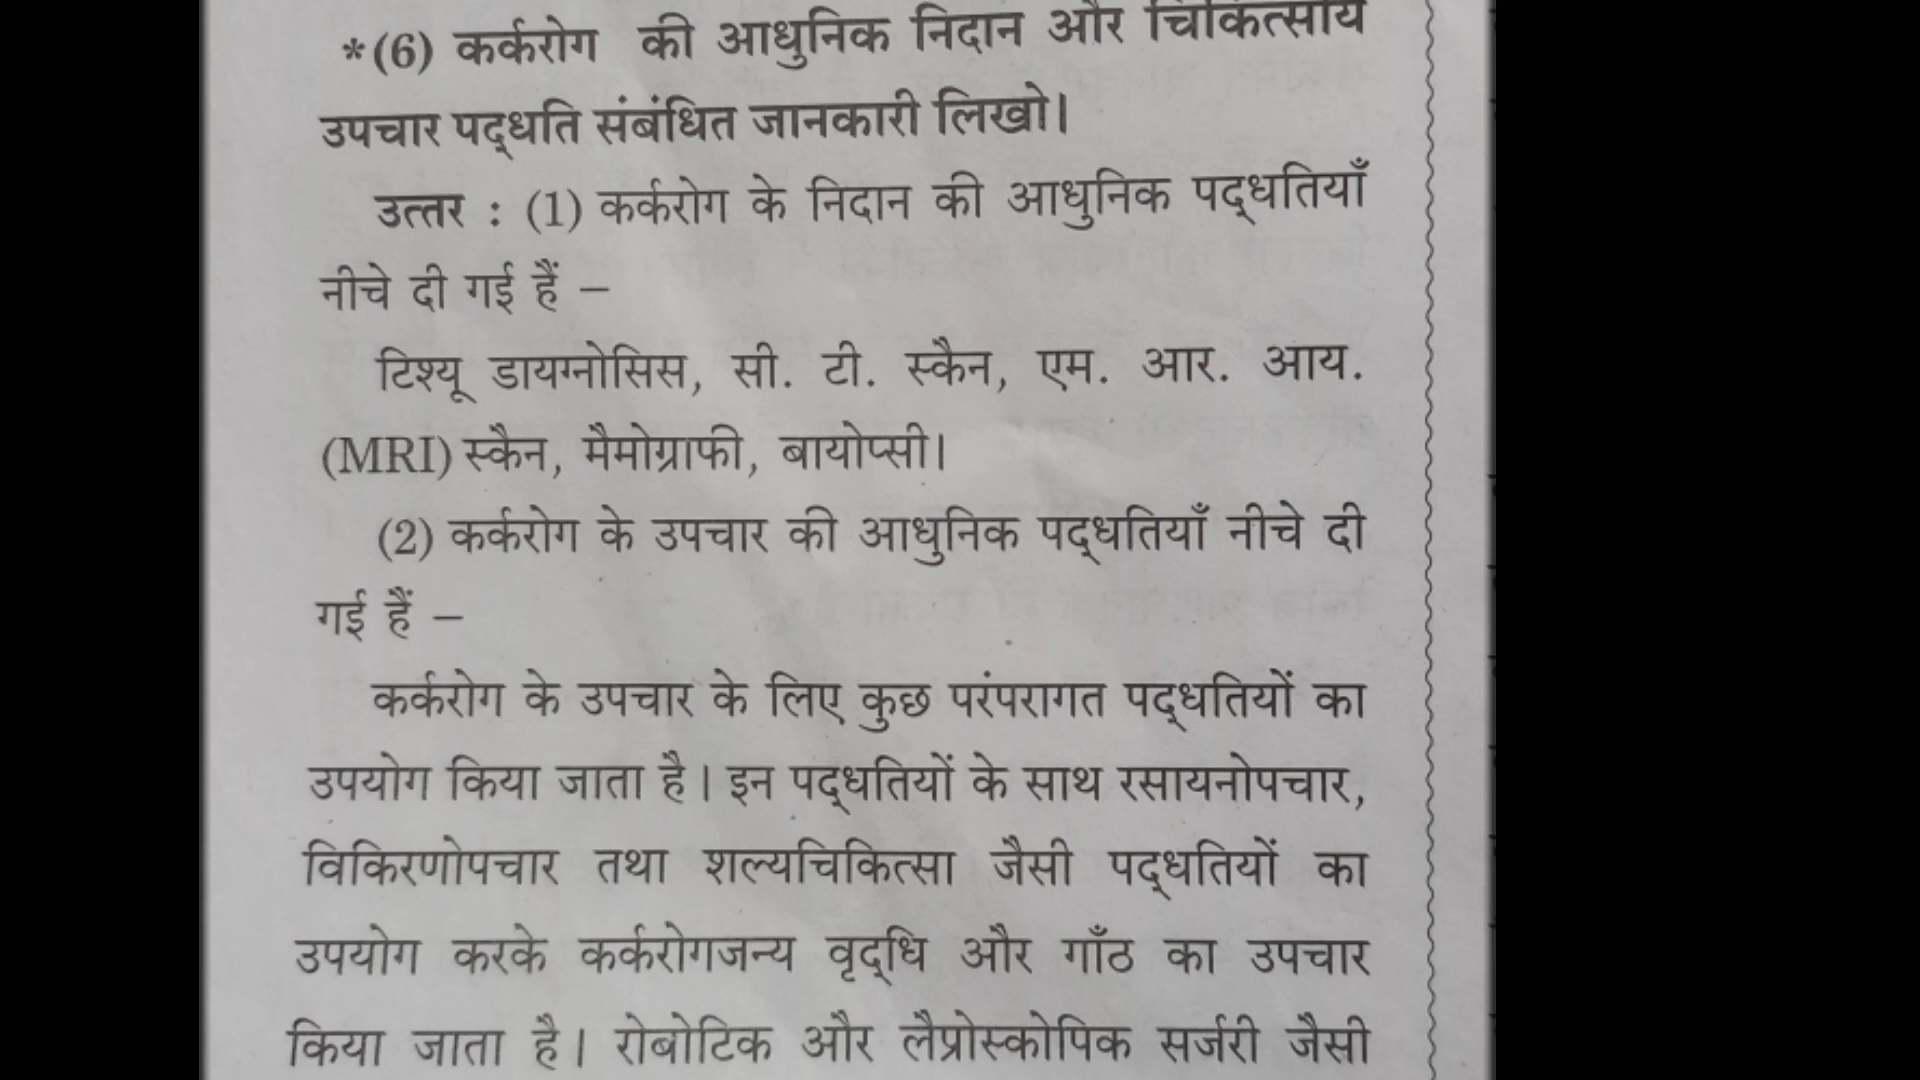 *(6) कर्करोग की आधुनिक निदान और चिकित्सीय
उपचार पद्धति संबंधित जानकारी लिखो।
उत्तर : (1) कर्करोग के निदान की आधुनिक पद्धतियाँ
नीचे दी गई हैं –
टिश्यू डायग्नोसिस, सी. टी. स्कैन, एम. आर. आय.
(MRI) स्कैन, मैमोग्राफी, बायोप्सी।
(2) कर्करोग के उपचार की आधुनिक पद्धतियाँ नीचे दी
गई हैं –
कर्करोग के उपचार के लिए कुछ परंपरागत पद्धतियों का
उपयोग किया जाता है। इन पद्धतियों के साथ रसायनोपचार,
विकिरणोपचार तथा शल्यचिकित्सा जैसी पद्धतियों का
उपयोग करके कर्करोगजन्य वृद्धि और गाँठ का उपचार
किया जाता है। रोबोटिक और लैप्रोस्कोपिक सर्जरी जैसी